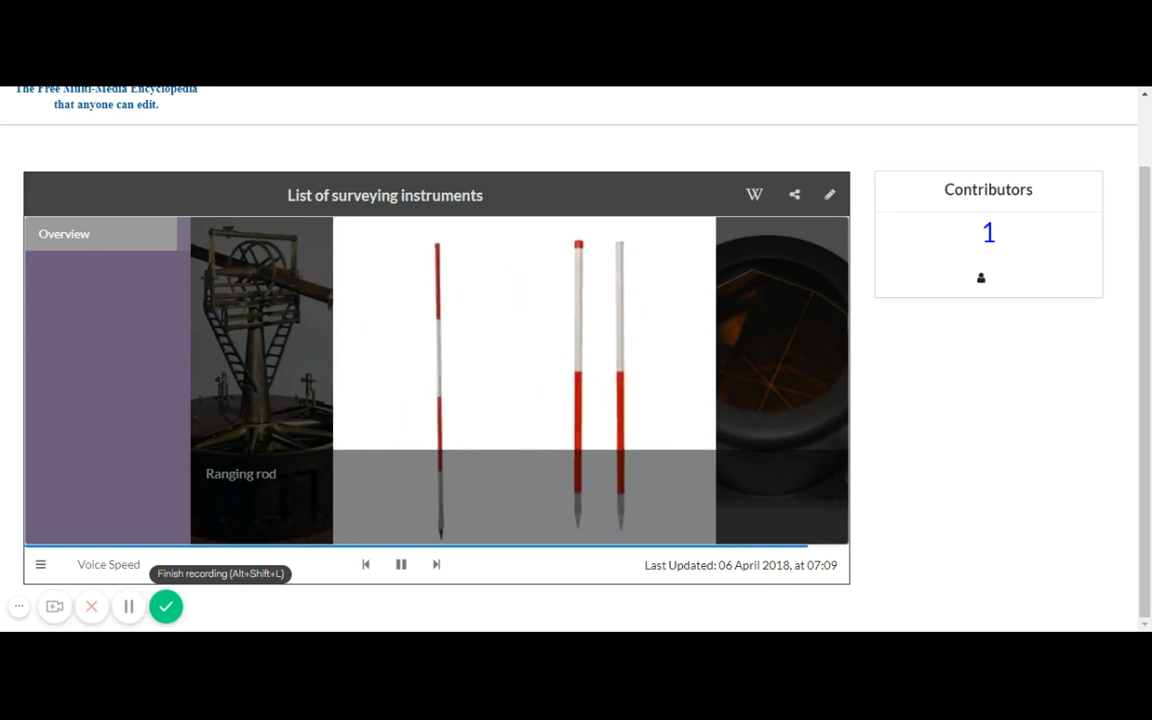 The Free Multi-Media Encyclopedia
that anyone can edit.
List of surveying instruments
W
Contributors
Overview
1
Ranging rod
Voice Speed
Last Updated: 06 April 2018, at 07:09
Finish recording (Alt+Shift+L)